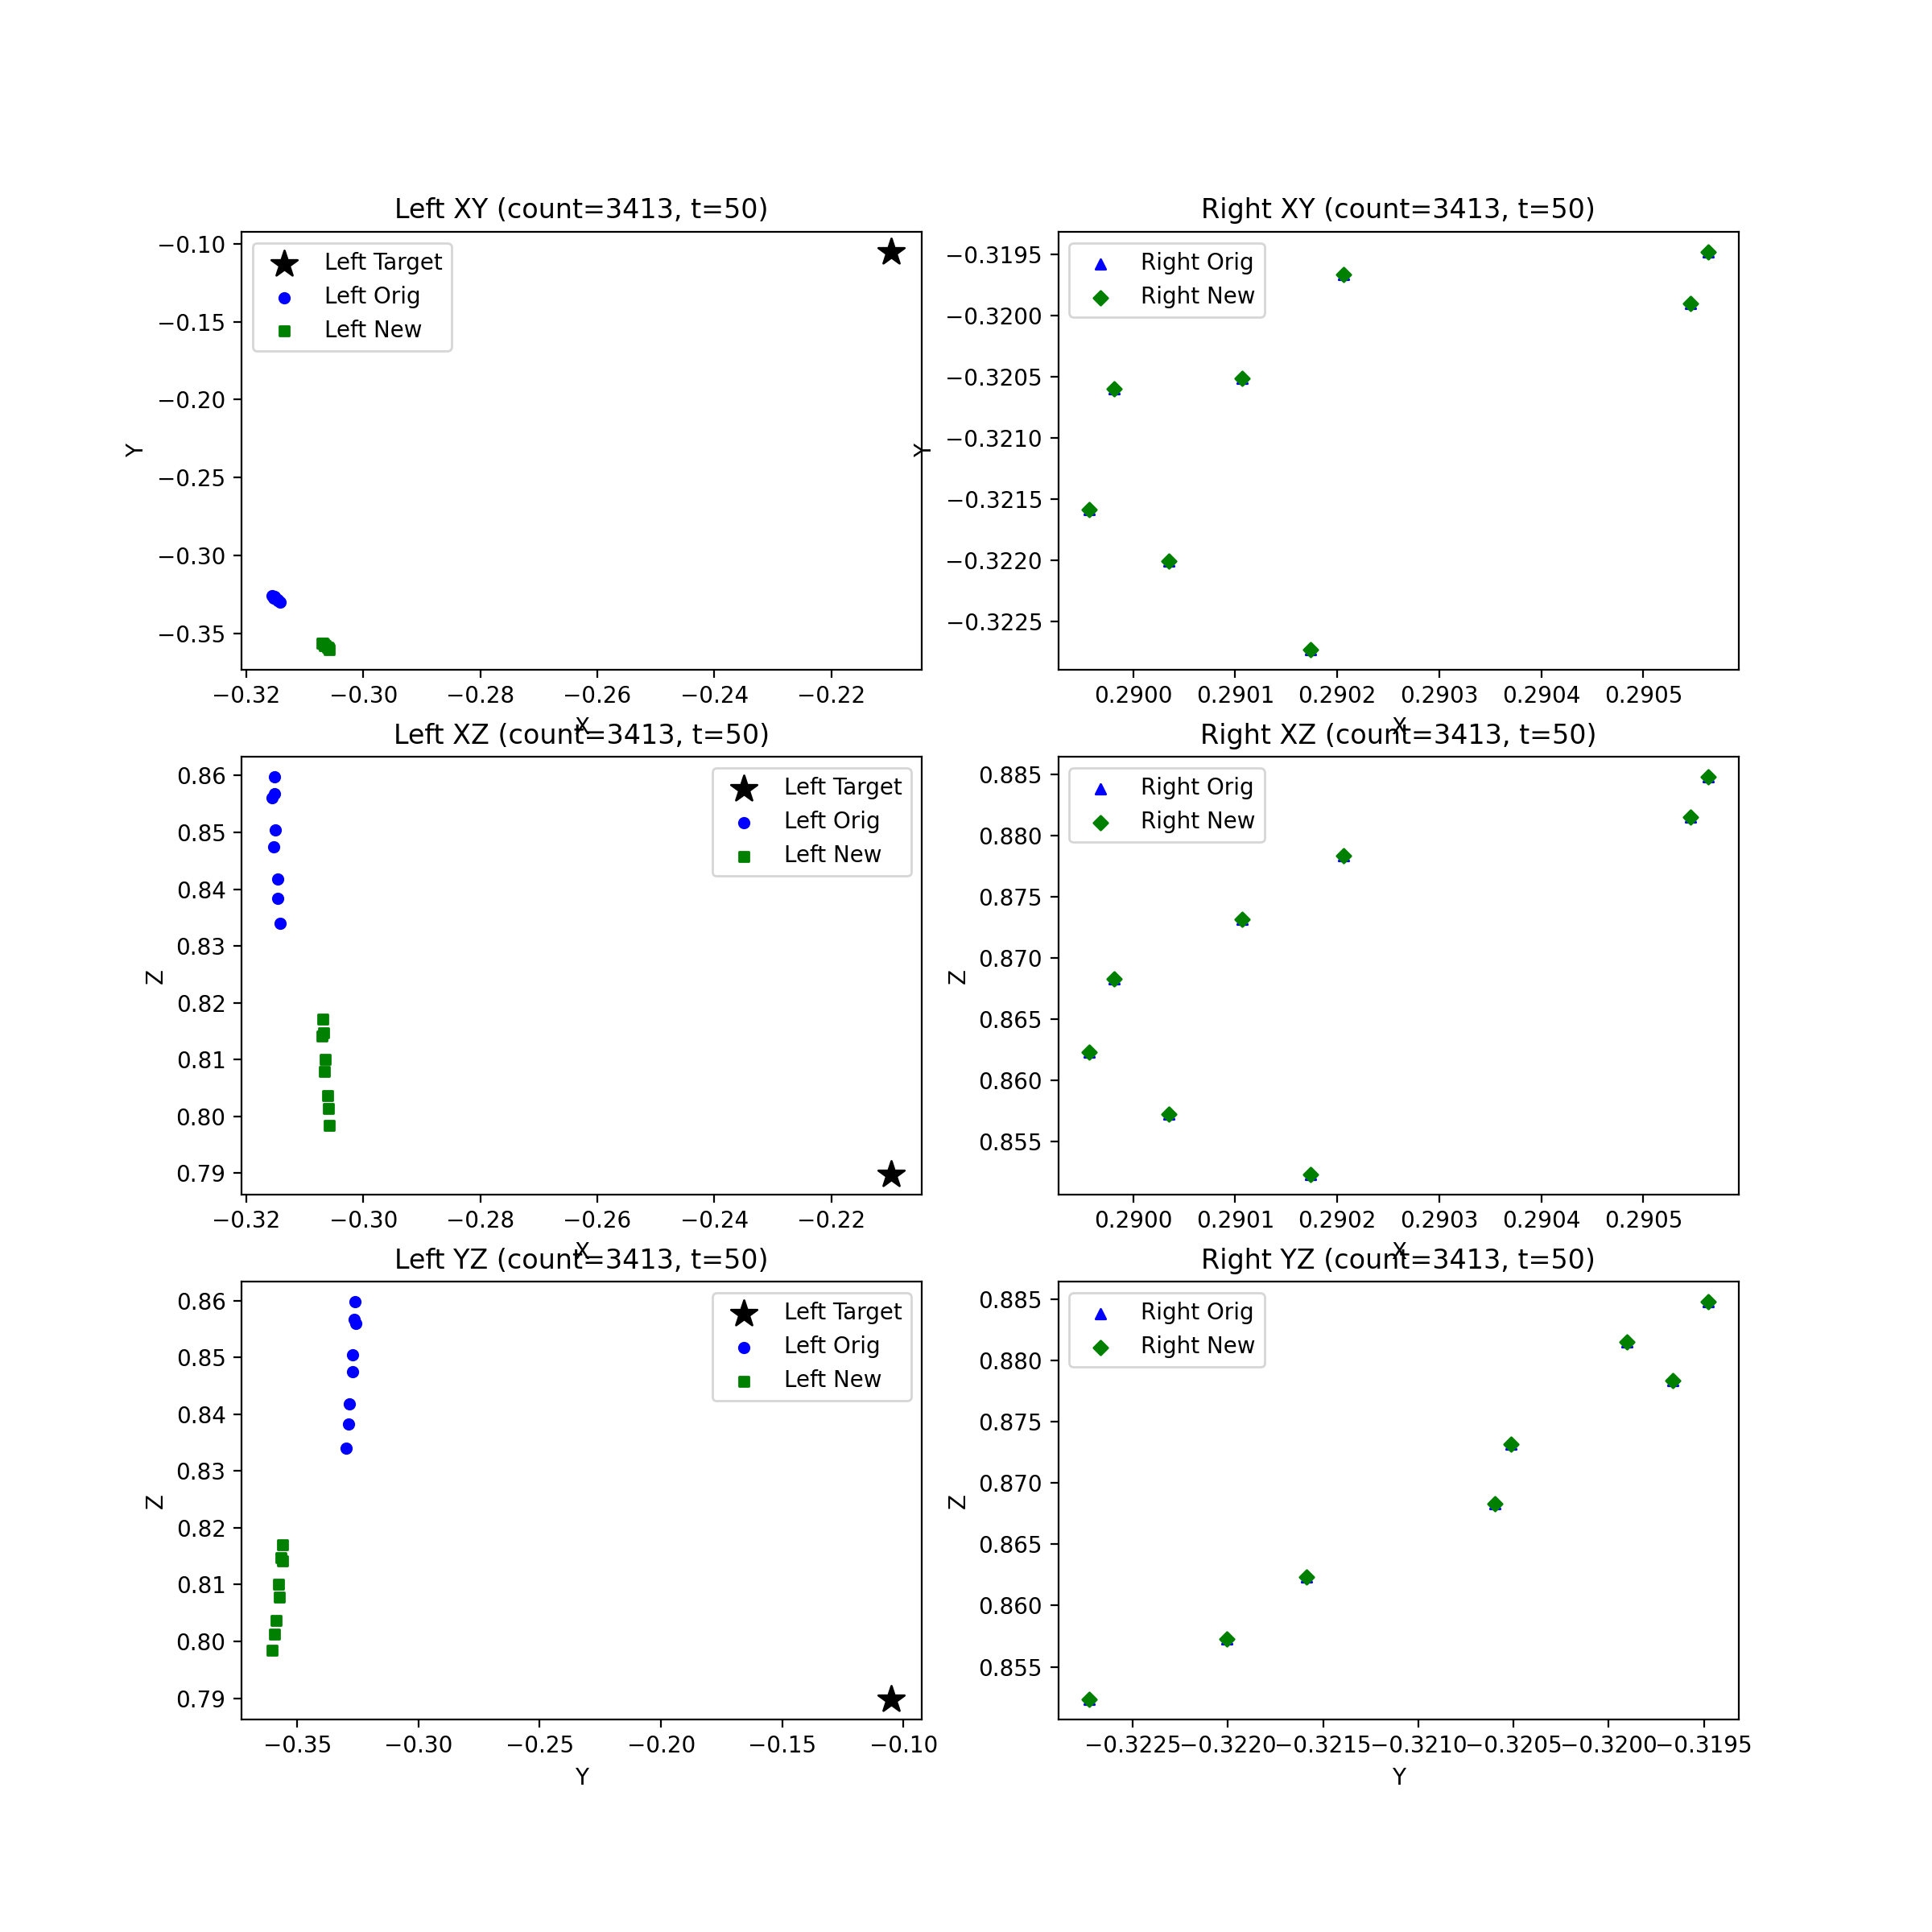 Left XY (count=3413, t=50)
Left Target
Left Orig
Left New
−0.10
−0.15
−0.20
−0.25
−0.30
−0.35
Y
−0.32 −0.30 −0.28 −0.26 −0.24 −0.22
X
Right XY (count=3413, t=50)
Right Orig
Right New
−0.3195
−0.3200
−0.3205
−0.3210
−0.3215
−0.3220
−0.3225
Y
0.2900 0.2901 0.2902 0.2903 0.2904 0.2905
X
Left XZ (count=3413, t=50)
Left Target
Left Orig
Left New
0.86
0.85
0.84
0.83
0.82
0.81
0.80
0.79
Z
−0.32 −0.30 −0.28 −0.26 −0.24 −0.22
X
Right XZ (count=3413, t=50)
Right Orig
Right New
0.885
0.880
0.875
0.870
0.865
0.860
0.855
Z
0.2900 0.2901 0.2902 0.2903 0.2904 0.2905
X
Left YZ (count=3413, t=50)
Left Target
Left Orig
Left New
0.86
0.85
0.84
0.83
0.82
0.81
0.80
0.79
Z
−0.35 −0.30 −0.25 −0.20 −0.15 −0.10
Y
Right YZ (count=3413, t=50)
Right Orig
Right New
0.885
0.880
0.875
0.870
0.865
0.860
0.855
Z
−0.3225 −0.3220 −0.3215 −0.3210 −0.3205 −0.3200 −0.3195
Y